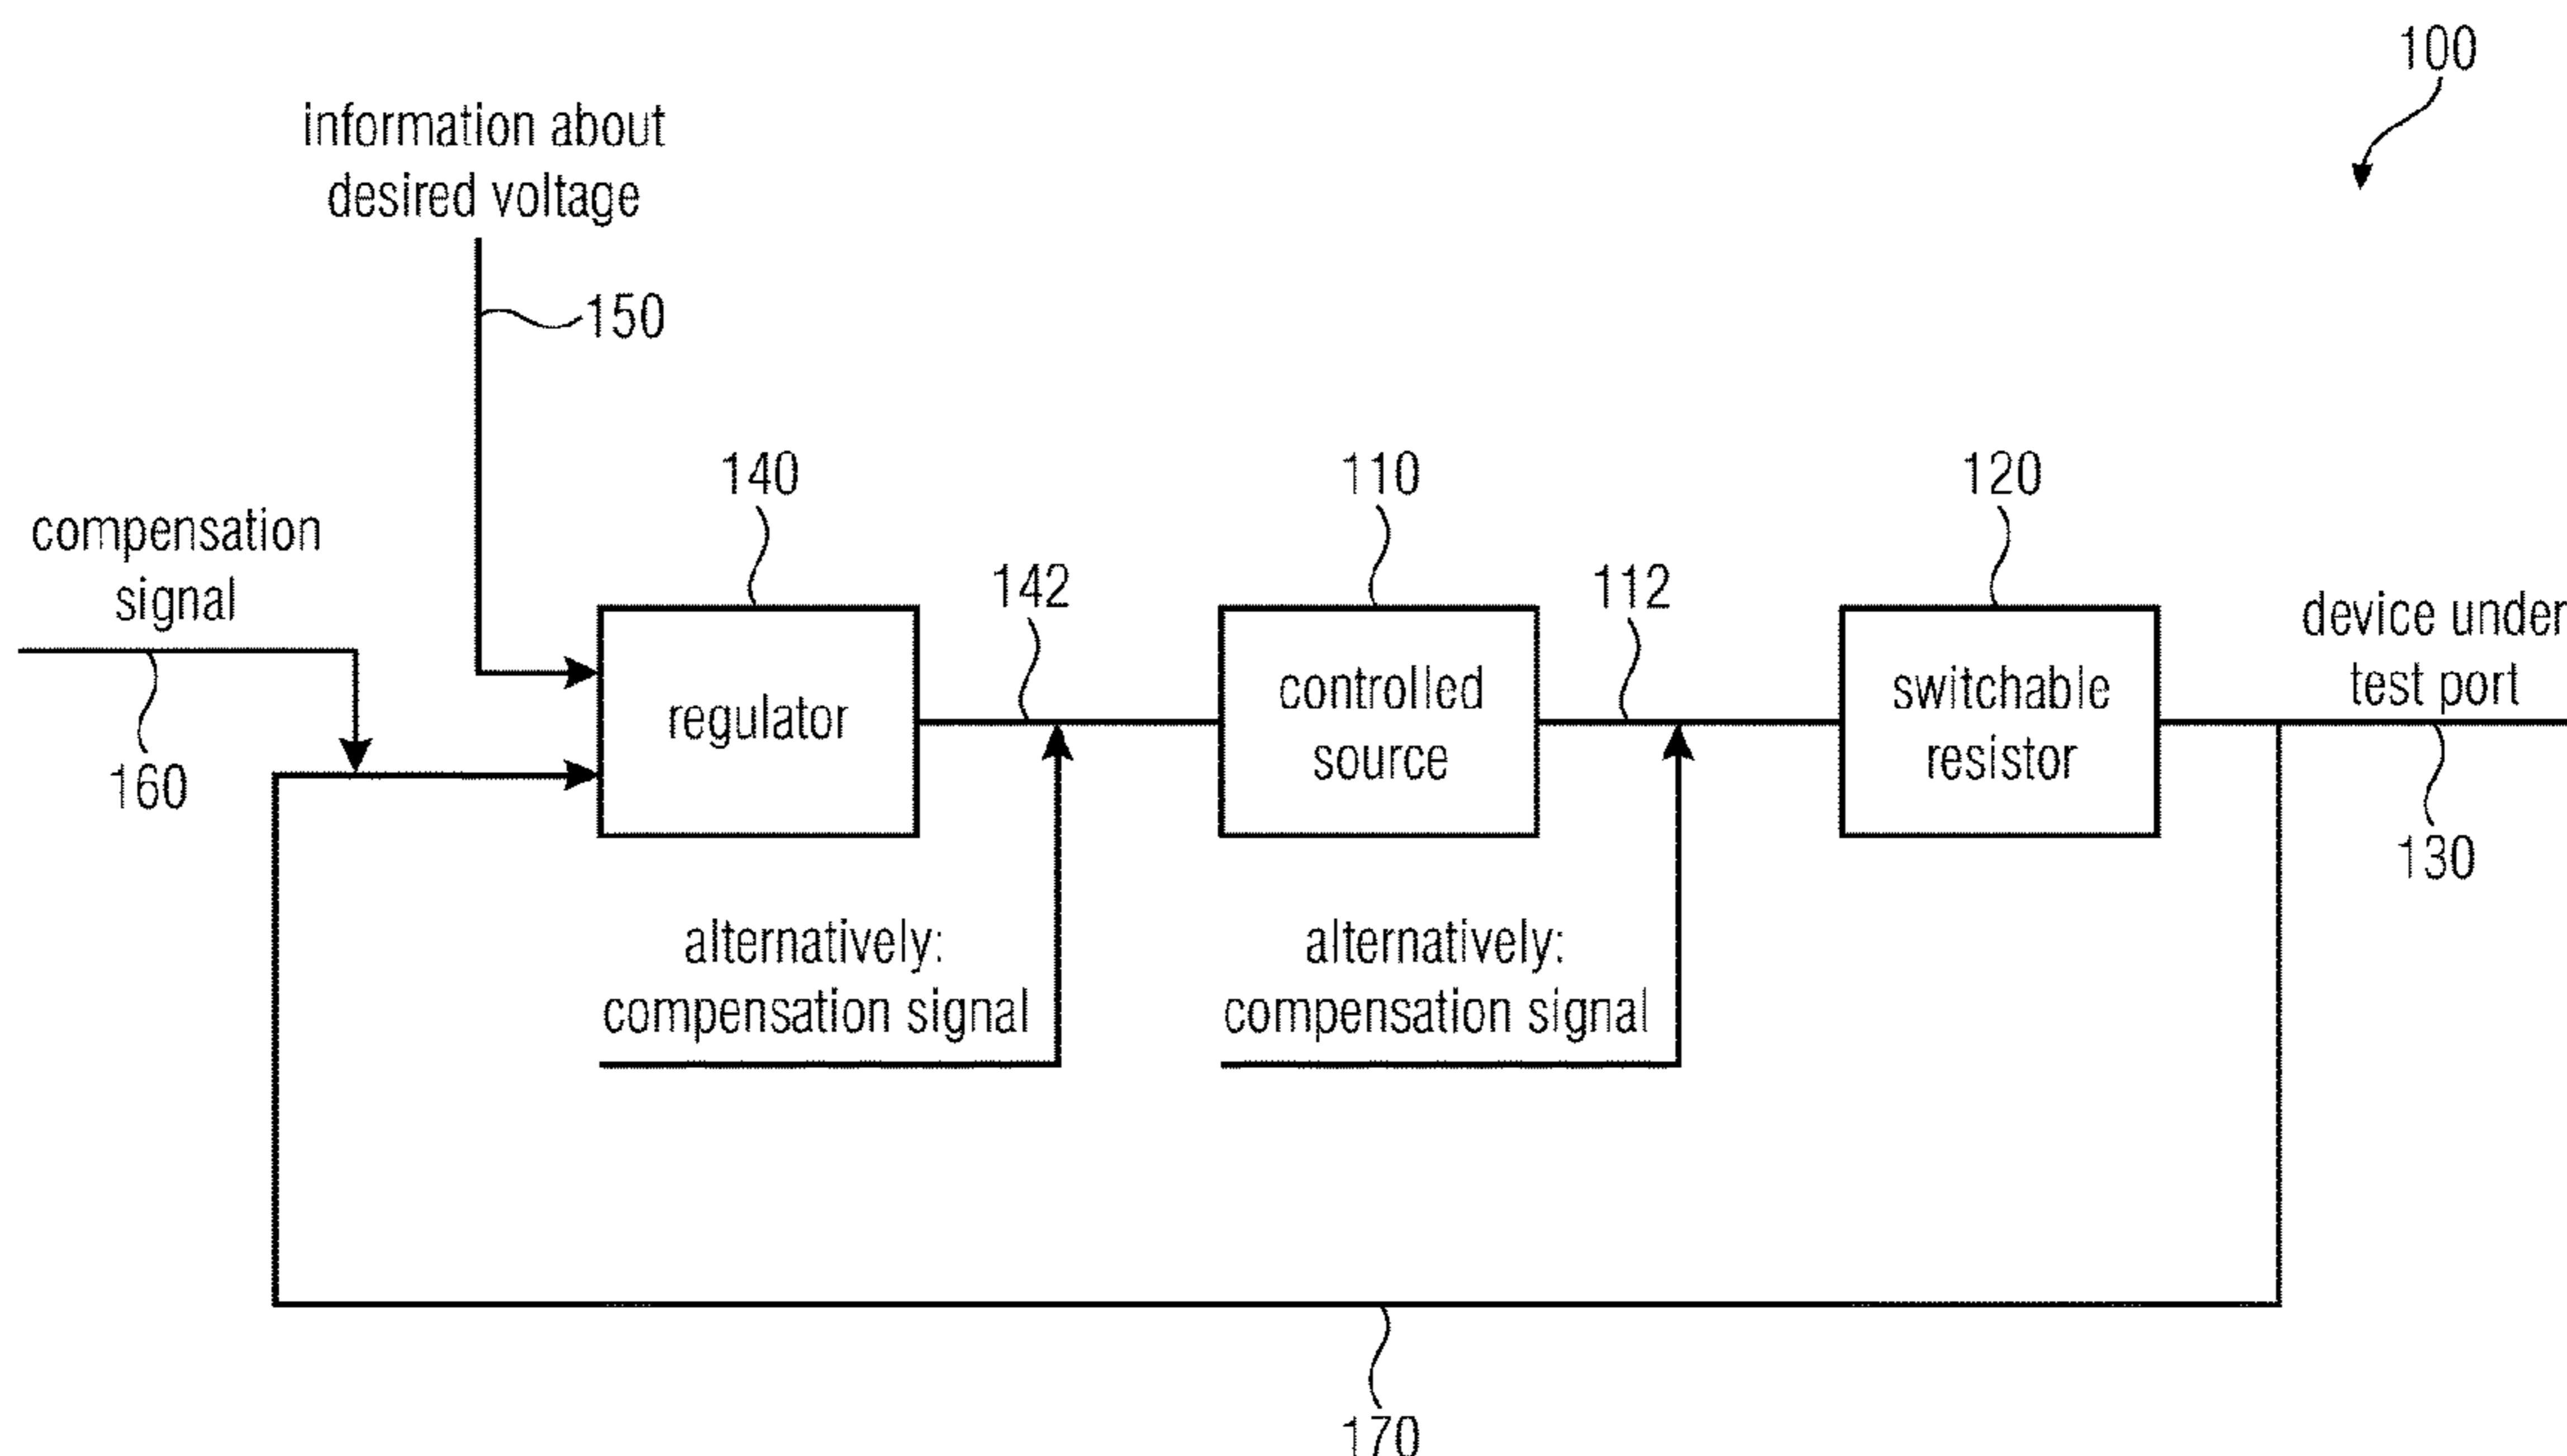 100
information about
desired voltage
150
140
110
120
compensation
signal
142
112
device under
test port
regulator
controlled
source
switchable
resistor
160
130
alternatively:
compensation signal
alternatively:
compensation signal
170